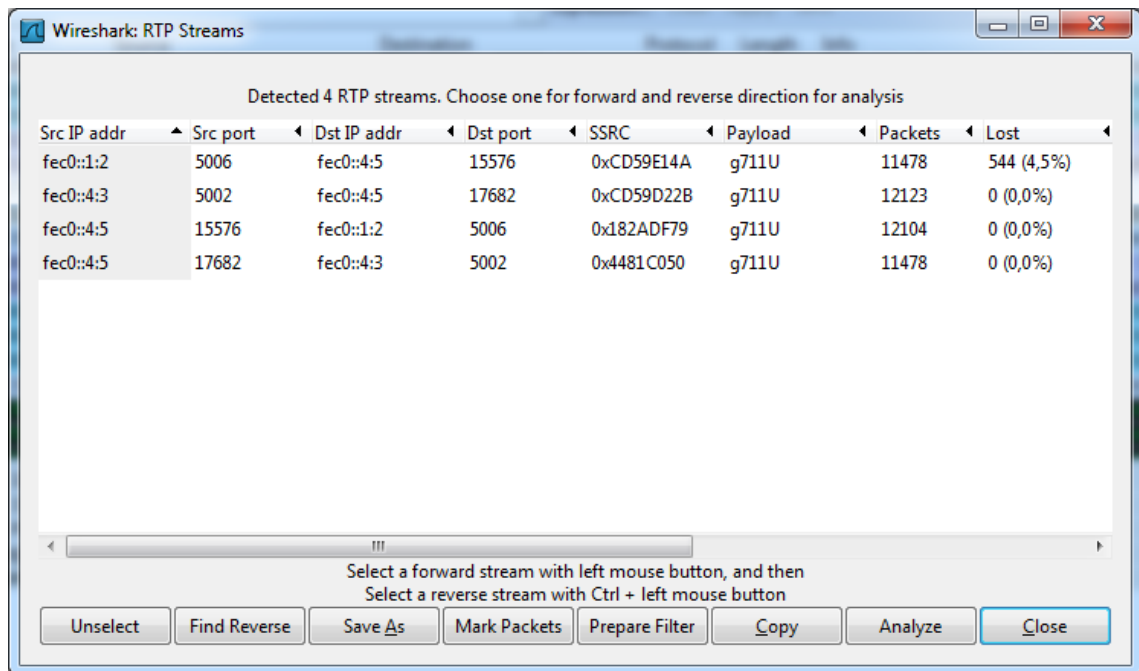 Wireshark: RTP Streams
Destination Protocol Length Info
Detected 4 RTP streams. Choose one for forward and reverse direction for analysis
Src IP addr Src port Dst IP addr Dst port SSRC Payload Packets Lost
fec0::1:2 5006 fec0::4:5 15576 0xCD59E14A g711U 11478 544 (4,5%)
fec0::4:3 5002 fec0::4:5 17682 0xCD59D22B g711U 12123 0 (0,0%)
fec0::4:5 15576 fec0::1:2 5006 0x182ADF79 g711U 12104 0 (0,0%)
fec0::4:5 17682 fec0::4:3 5002 0x4481C050 g711U 11478 0 (0,0%)
Select a forward stream with left mouse button, and then
Select a reverse stream with Ctrl + left mouse button
Unselect Find Reverse Save As Mark Packets Prepare Filter Copy Analyze Close